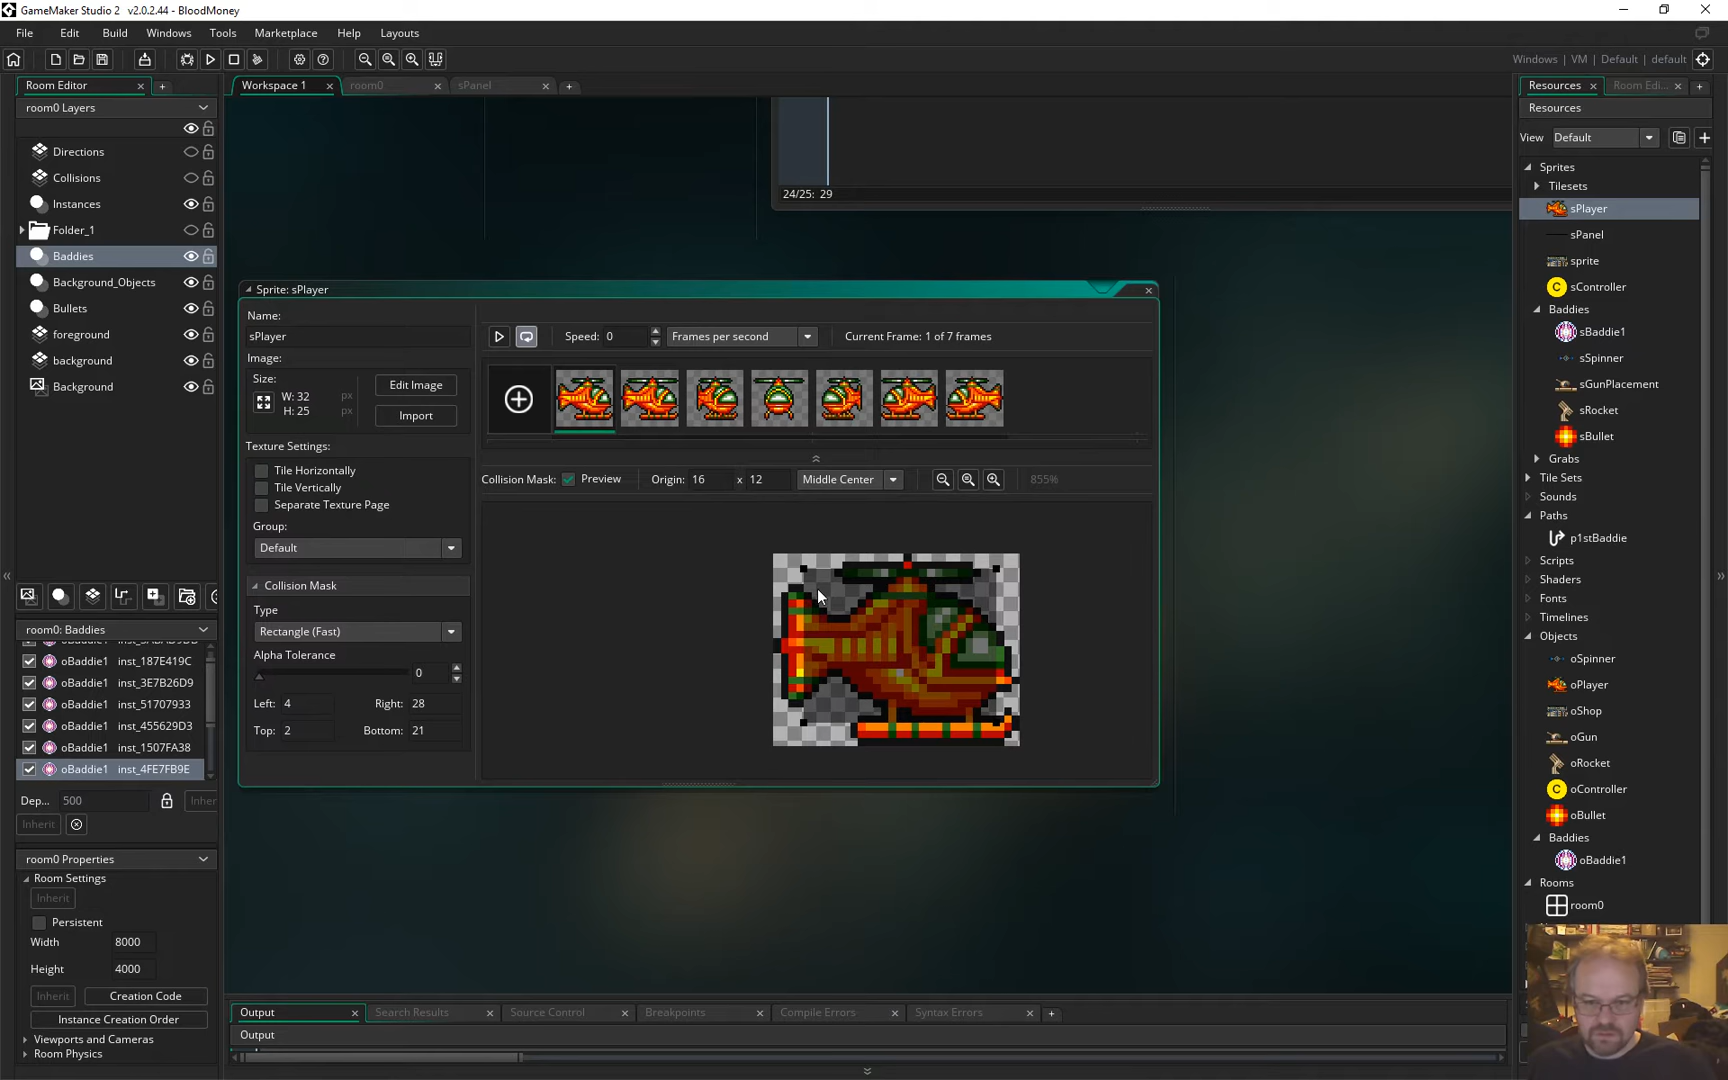 GameMaker Studio 2 v2.0.2.44 - BloodMoney
File Edit Build Windows Tools Marketplace Help Layouts
Windows | VM | Default | default
Room Editor
Workspace 1 room0 sPanel
Resources Room Edi...
room0 Layers
Resources
View Default
Directions
Collisions
Instances
Folder_1
Baddies
Background_Objects
Bullets
foreground
background
Background
24/25: 29
Sprite: sPlayer
Name:
sPlayer
Image:
Size:
W: 32 px
H: 25 px
Edit Image
Import
Texture Settings:
Tile Horizontally
Tile Vertically
Separate Texture Page
Group:
Default
Collision Mask
Type
Rectangle (Fast)
Alpha Tolerance
0
Left: 4 Right: 28
Top: 2 Bottom: 21
Speed: 0 Frames per second Current Frame: 1 of 7 frames
Collision Mask: Preview Origin: 16 x 12 Middle Center 855%
Sprites
Tilesets
sPlayer
sPanel
sprite
sController
Baddies
sBaddie1
sSpinner
sGunPlacement
sRocket
sBullet
Grabs
Tile Sets
Sounds
Paths
p1stBaddie
Scripts
Shaders
Fonts
Timelines
Objects
oSpinner
oPlayer
oShop
oGun
oRocket
oController
oBullet
Baddies
oBaddie1
Rooms
room0
room0: Baddies
oBaddie1 inst_187E419C
oBaddie1 inst_3E7B26D9
oBaddie1 inst_51707933
oBaddie1 inst_455629D3
oBaddie1 inst_1507FA38
oBaddie1 inst_4FE7FB9E
Dep... 500 Inher
Inherit
room0 Properties
Room Settings
Inherit
Persistent
Width 8000
Height 4000
Inherit Creation Code
Instance Creation Order
Viewports and Cameras
Room Physics
Output Search Results Source Control Breakpoints Compile Errors Syntax Errors
Output